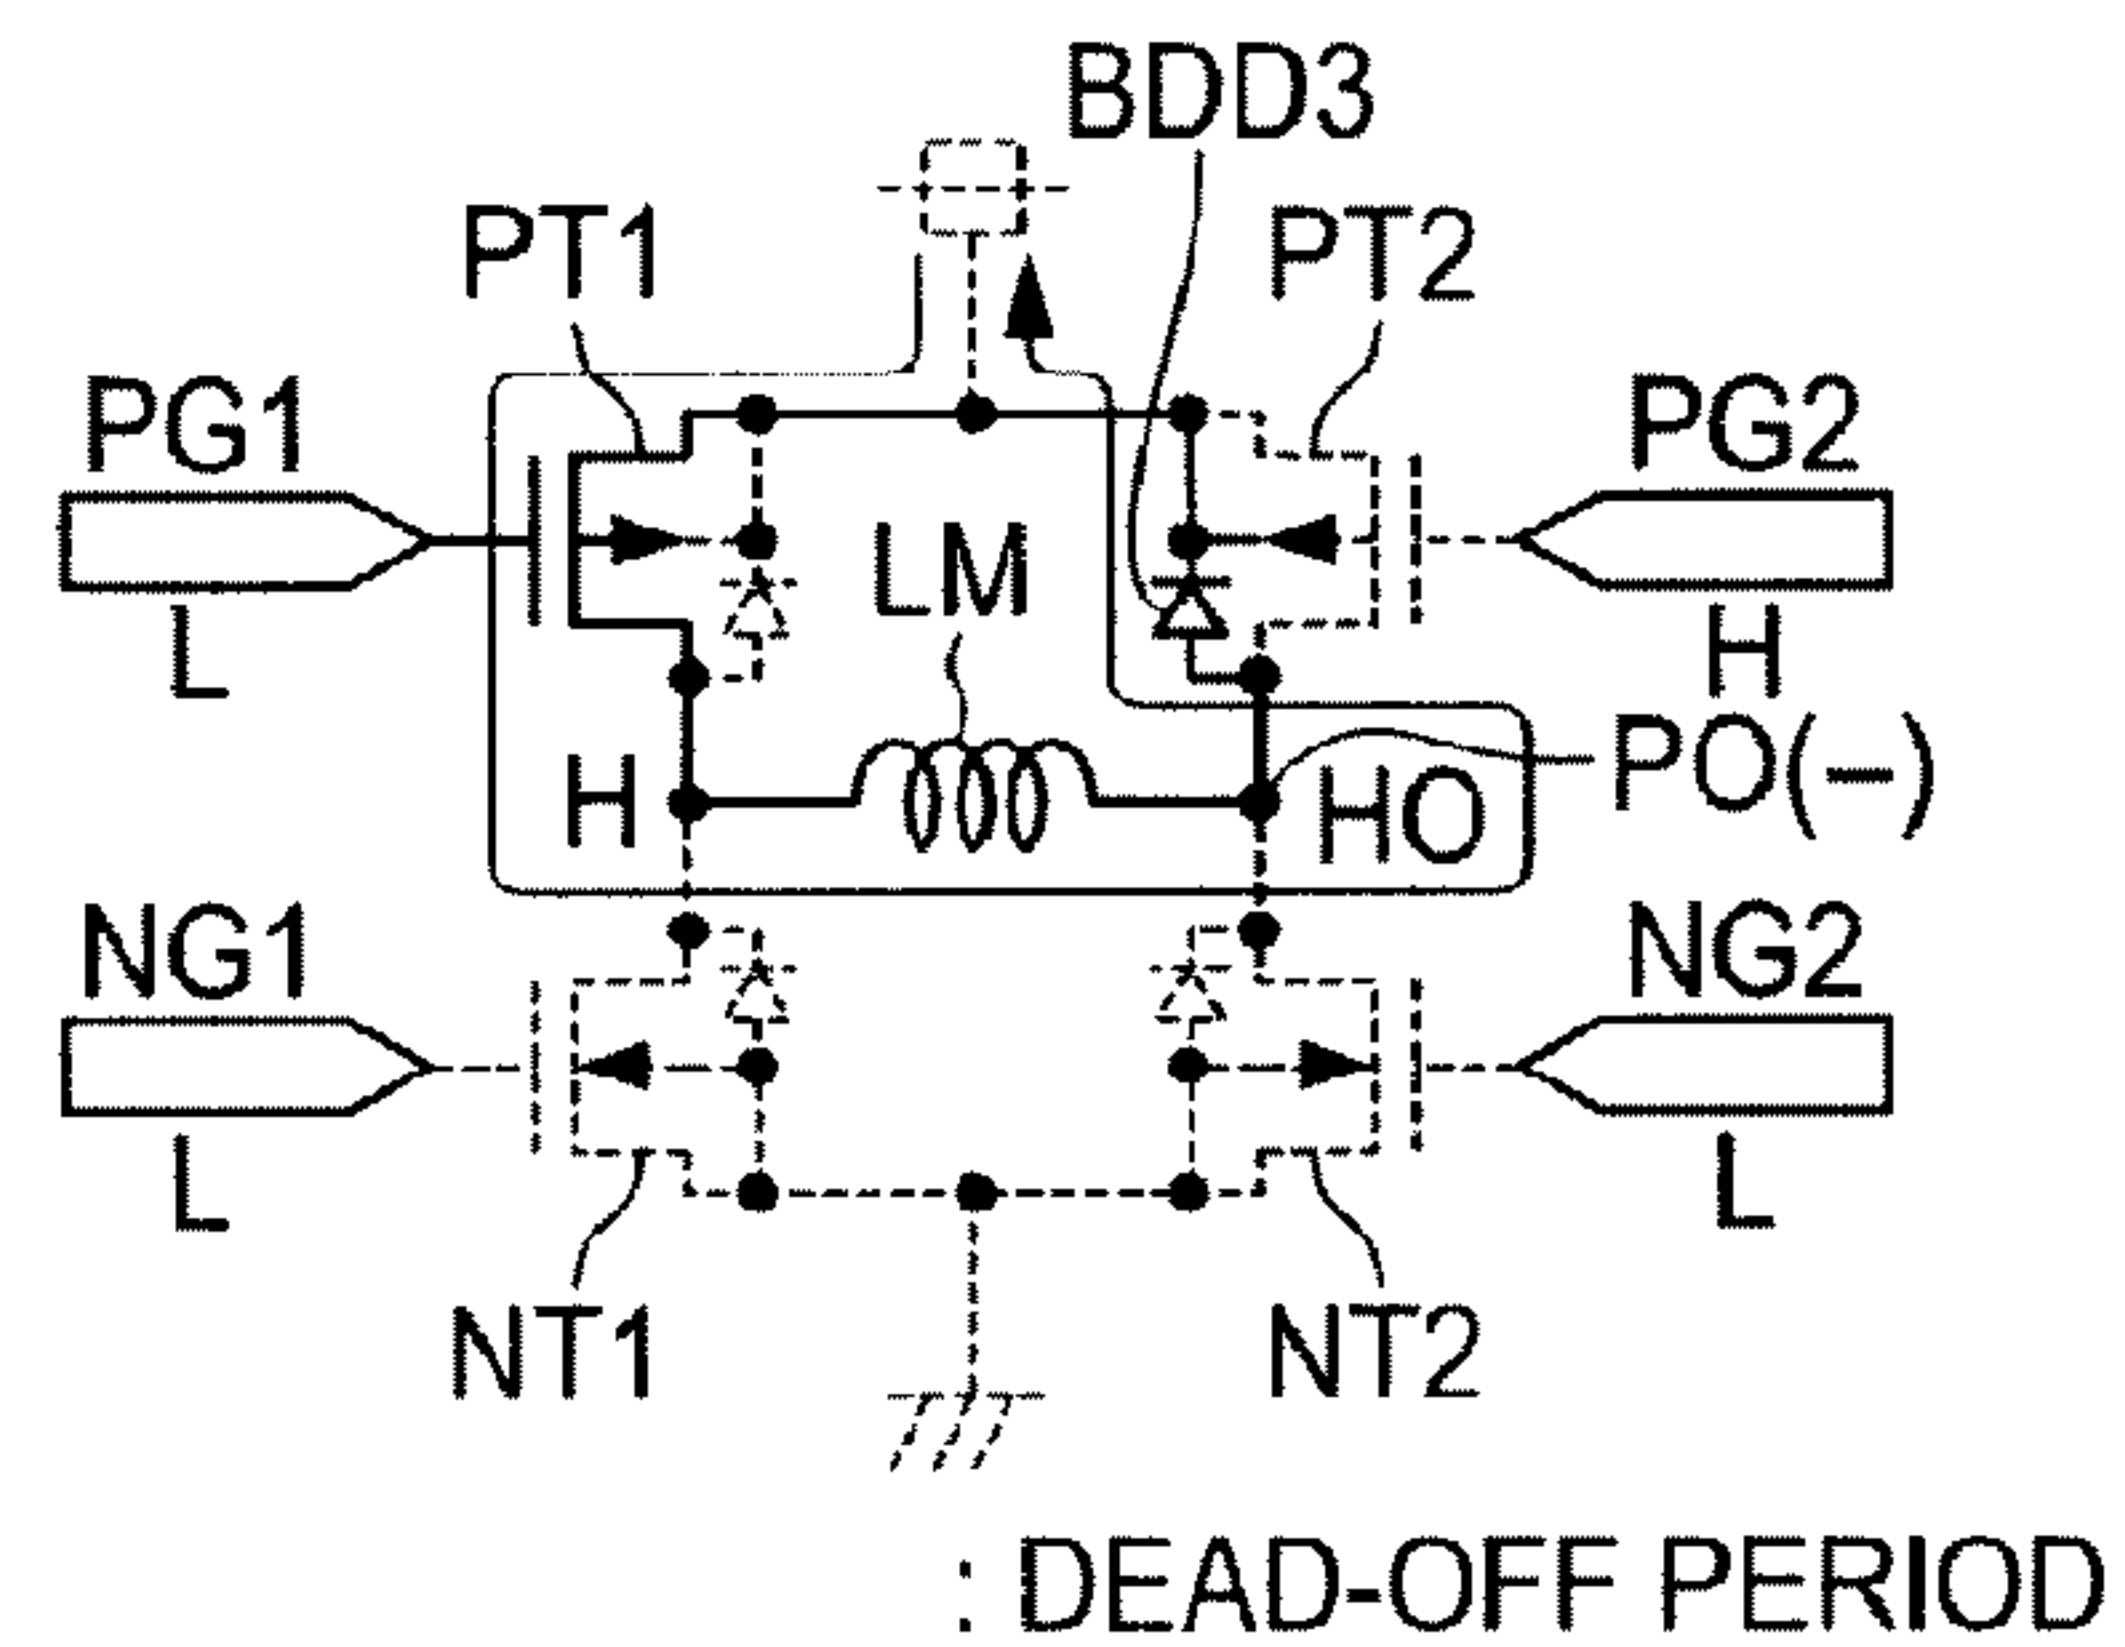 BDD3
PT1
PT2
PG1
PG2
LM
L
H
PO(−)
H
HO
NG1
NG2
L
L
NT1
NT2
: DEAD-OFF PERIOD